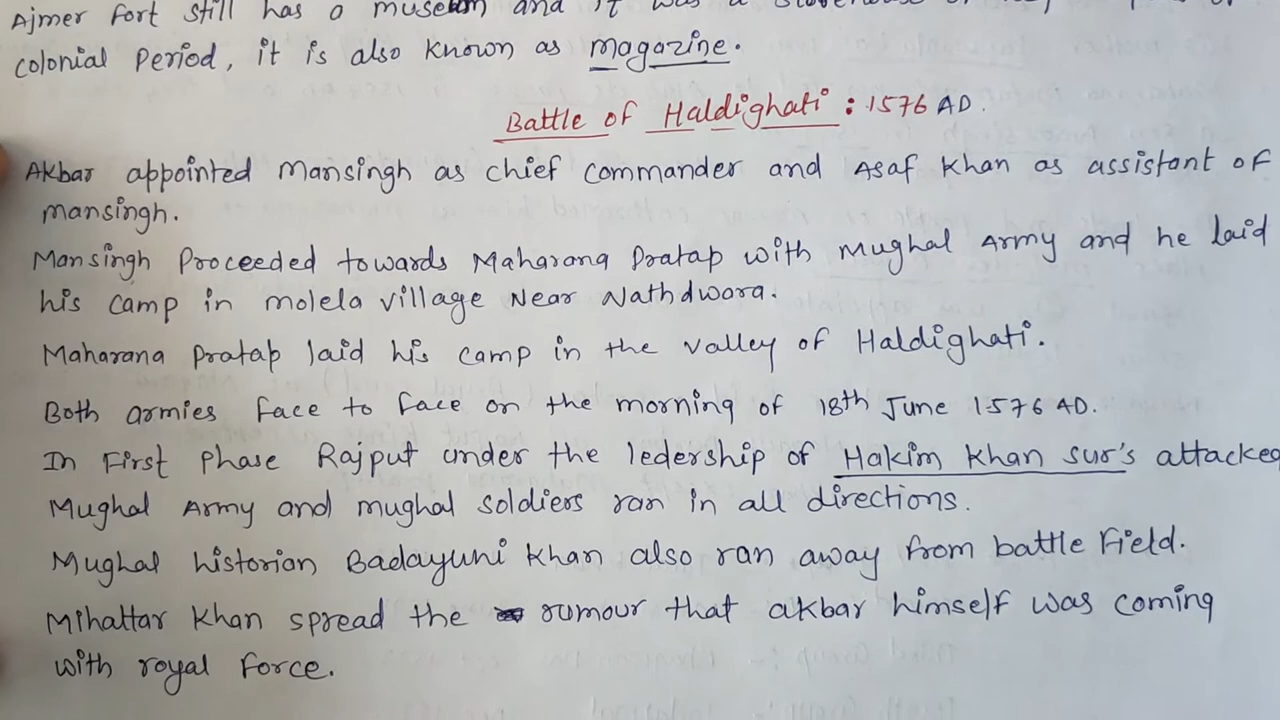 Ajmer Fort still has a museum and it was a
colonial Period, it is also known as magazine.
Battle of Haldighati : 1576 AD.
Akbar appointed Mansingh as chief commander and Asaf Khan as assistant of
mansingh.
Mansingh Proceeded towards Maharana Pratap with Mughal Army and he laid
his camp in molela village Near Nathdwara.
Maharana Pratap laid his camp in the valley of Haldighati.
Both armies Face to Face on the morning of 18th June 1576 AD.
In First Phase Rajput under the ledership of Hakim Khan Sur's attacked
Mughal Army and mughal soldiers ran in all directions.
Mughal historian Badayuni Khan also ran away from battle Field.
Mihattar Khan spread the rumour that akbar himself was coming
with royal Force.